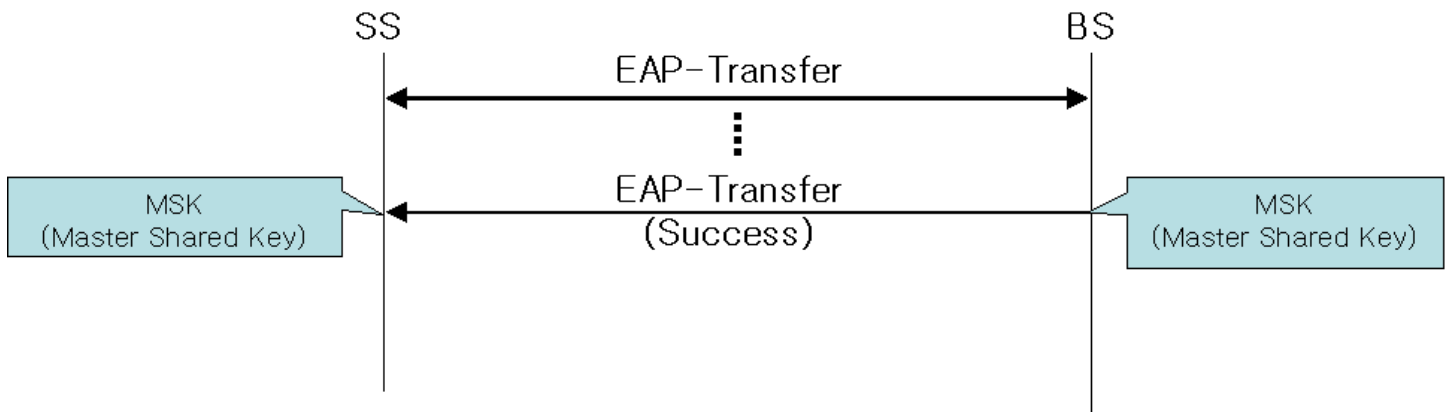 SS
BS
EAP-Transfer
EAP-Transfer
(Success)
MSK
(Master Shared Key)
MSK
(Master Shared Key)